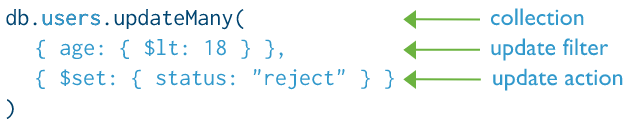 db.users.updateMany( collection
{ age: { $lt: 18 } }, update filter
{ $set: { status: "reject" } } update action
)